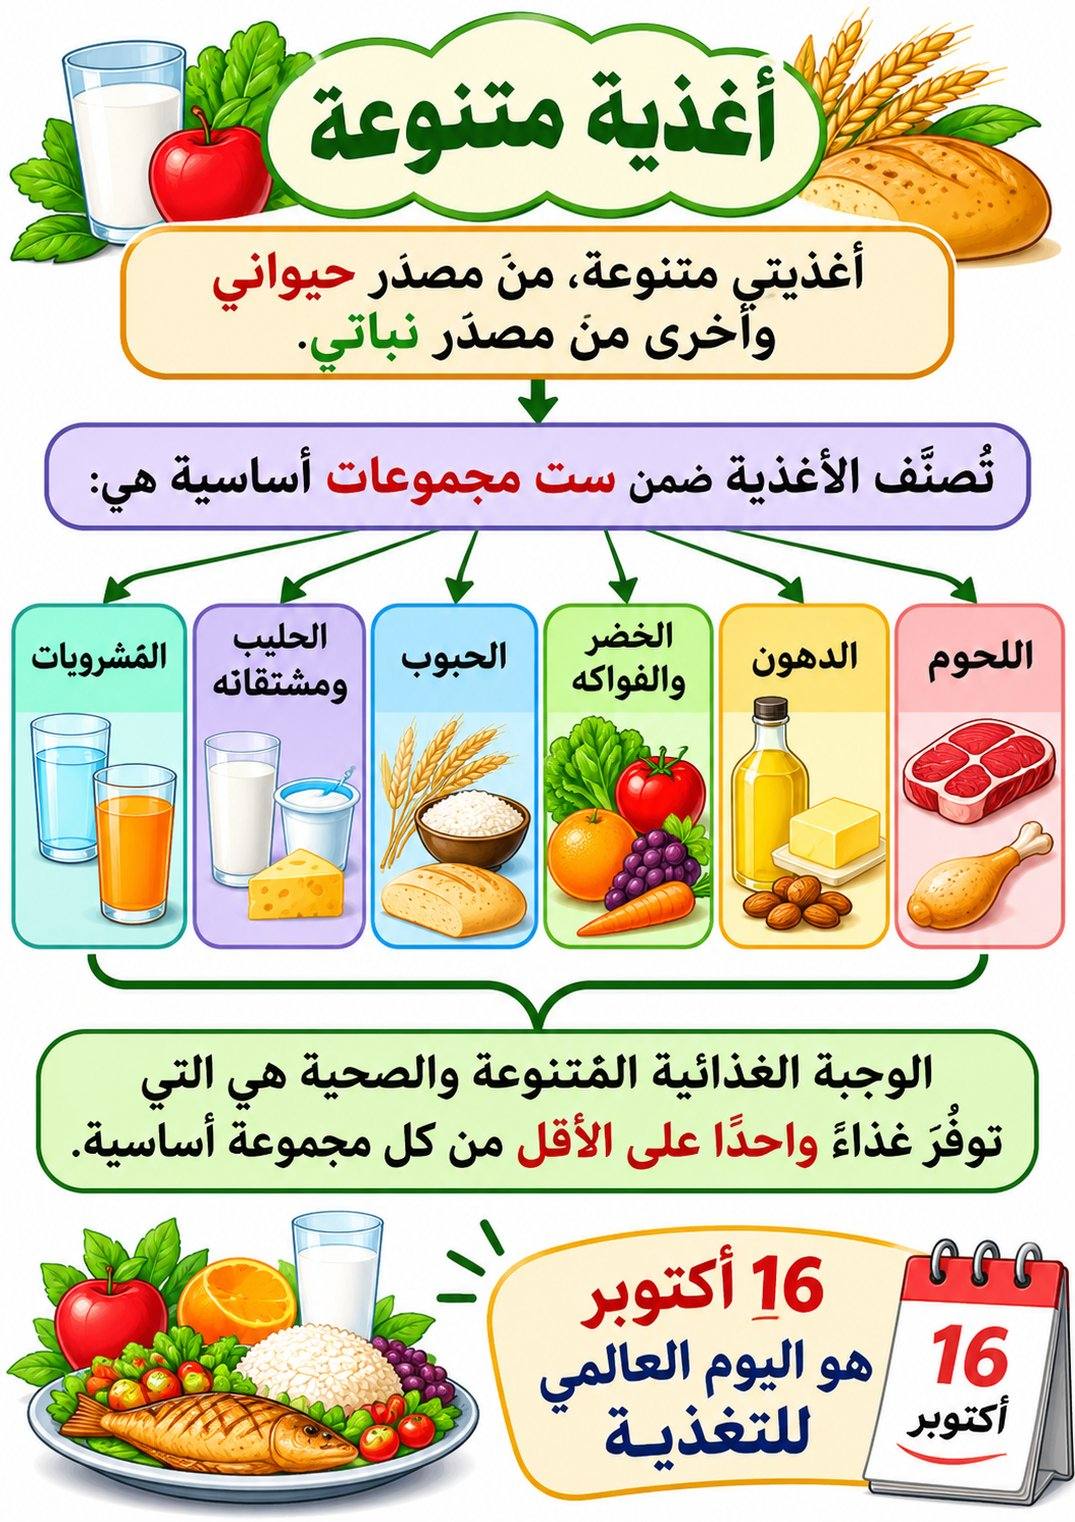 أغذية متنوعة
أغذيتي متنوعة، منَ مصدَر حيواني
وأخرى منَ مصدَر نباتي.
تُصنَّف الأغذية ضمن ست مجموعات أساسية هي:
اللحوم
الدهون
الخضر
والفواكه
الحبوب
الحليب
ومشتقاته
المُشروبات
الوجبة الغذائية المُتنوعة والصحية هي التي
توفُرَ غذاءً واحدًا على الأقل من كل مجموعة أساسية.
16 أكتوبر
هو اليوم العالمي
للتغذيـة
16
أكتوبر